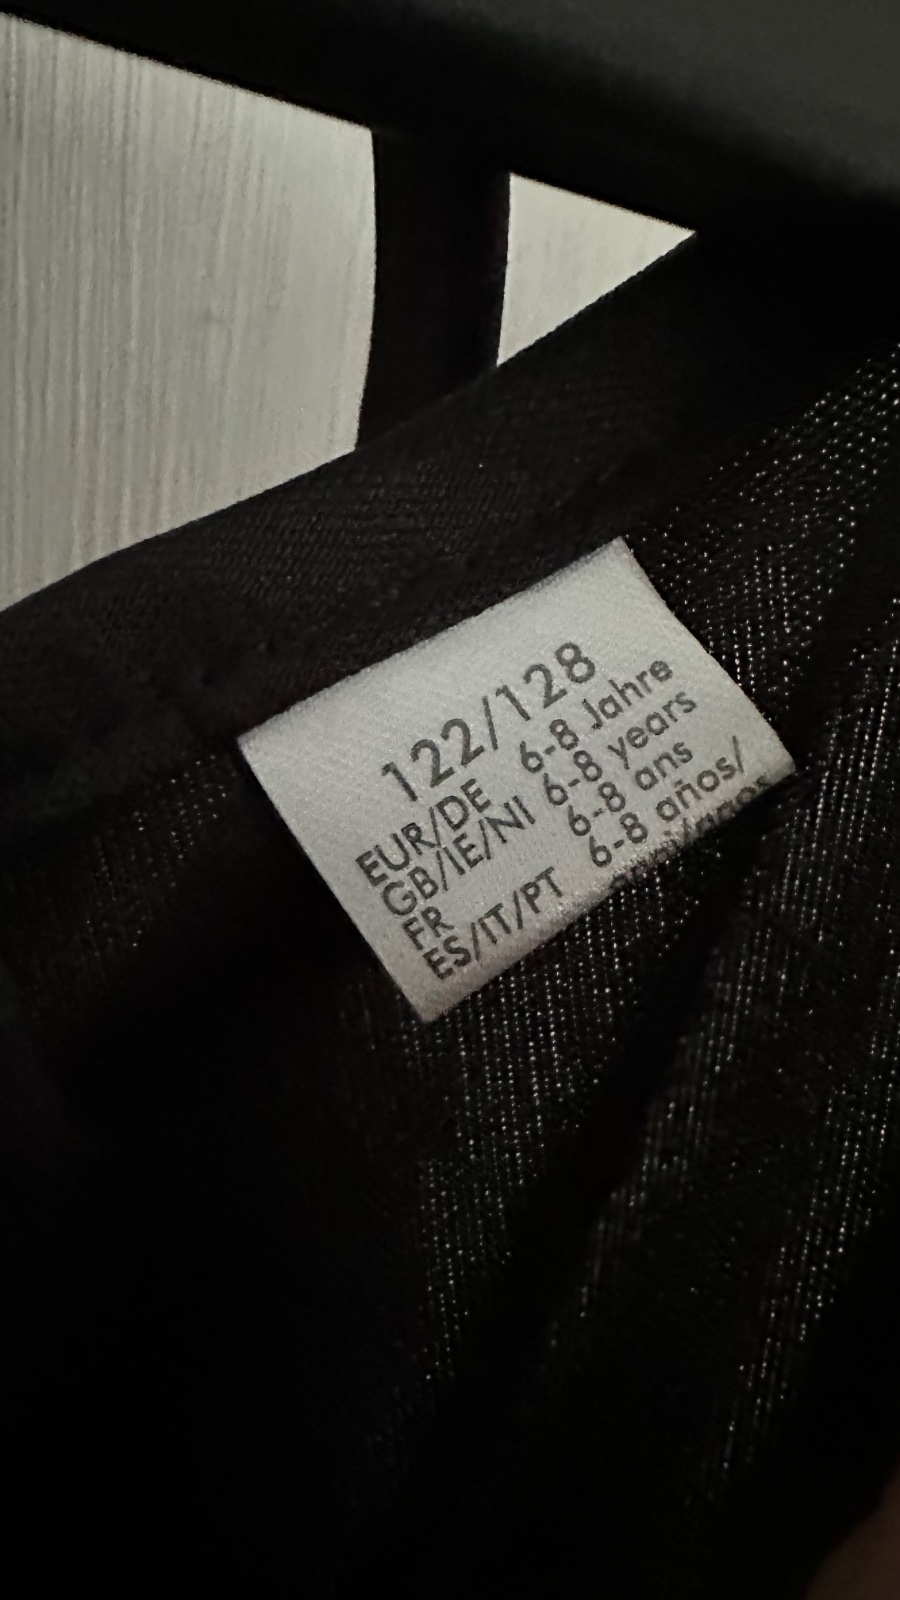 122/128
EUR/DE 6-8 Jahre
GB/IE/NI 6-8 years
FR 6-8 ans
ES/IT/PT 6-8 años/